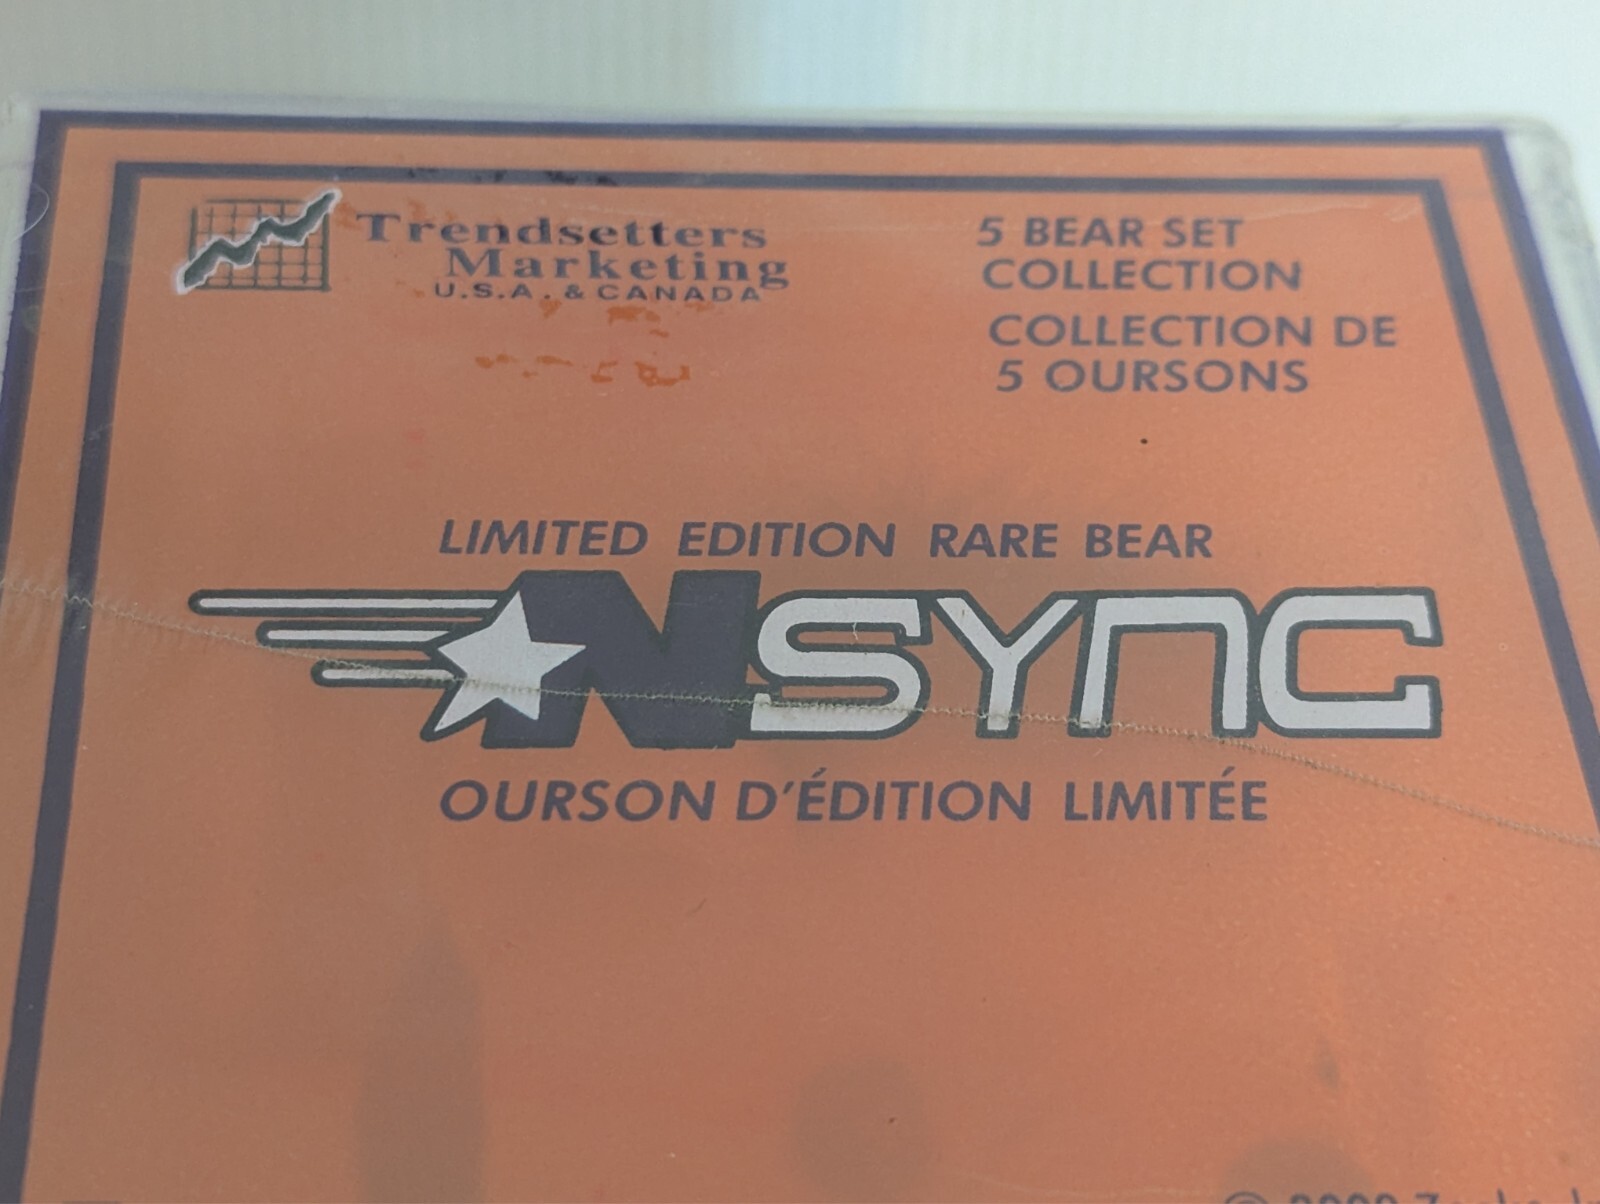 Trendsetters
Marketing
U.S.A. & CANADA
5 BEAR SET
COLLECTION
COLLECTION DE
5 OURSONS
LIMITED EDITION RARE BEAR
NSYNC
OURSON D'ÉDITION LIMITÉE